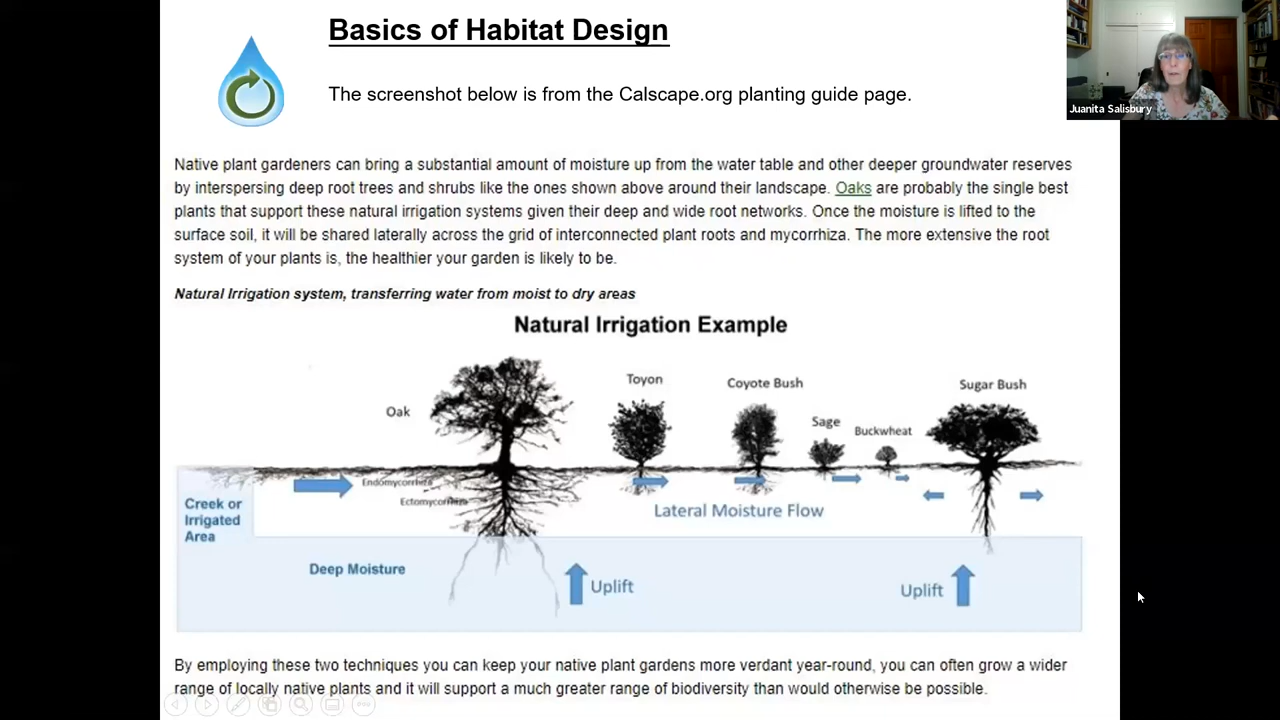 Basics of Habitat Design
The screenshot below is from the Calscape.org planting guide page.
Juanita Salisbury
Native plant gardeners can bring a substantial amount of moisture up from the water table and other deeper groundwater reserves
by interspersing deep root trees and shrubs like the ones shown above around their landscape. Oaks are probably the single best
plants that support these natural irrigation systems given their deep and wide root networks. Once the moisture is lifted to the
surface soil, it will be shared laterally across the grid of interconnected plant roots and mycorrhiza. The more extensive the root
system of your plants is, the healthier your garden is likely to be.
Natural Irrigation system, transferring water from moist to dry areas
Natural Irrigation Example
Oak
Toyon
Coyote Bush
Sage
Buckwheat
Sugar Bush
Endomycorrhiza
Ectomycorrhiza
Creek or
Irrigated
Area
Lateral Moisture Flow
Deep Moisture
Uplift
Uplift
By employing these two techniques you can keep your native plant gardens more verdant year-round, you can often grow a wider
range of locally native plants and it will support a much greater range of biodiversity than would otherwise be possible.